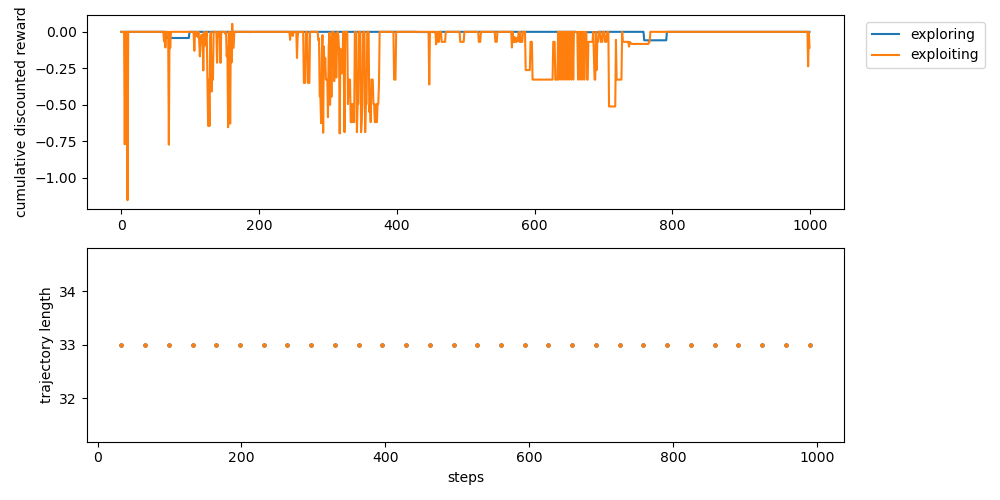 cumulative discounted reward
0.00
−0.25
−0.50
−0.75
−1.00
0 200 400 600 800 1000
exploring
exploiting
trajectory length
34
33
32
0 200 400 600 800 1000
steps